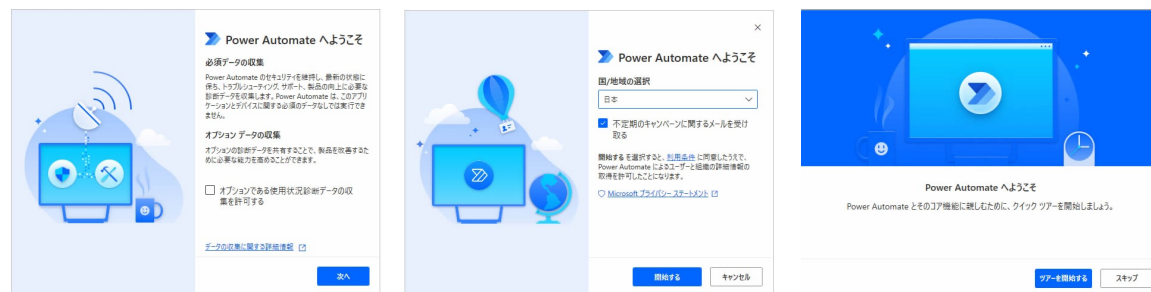 Power Automate へようこそ
必須データの収集
Power Automate のセキュリティを維持し、最新の状態に
保ち、トラブルシューティング、サポート、製品の向上に必要な
診断データを収集します。Power Automate は、このアプリ
ケーションとデバイスに関する必須のデータなしでは実行でき
ません。
オプション データの収集
オプションの診断データを共有することで、製品を改善するた
めに必要な能力を高めることができます。
オプションである使用状況診断データの収
集を許可する
データの収集に関する詳細情報
次へ
Power Automate へようこそ
国/地域の選択
日本
不定期のキャンペーンに関するメールを受け
取る
開始する を選択すると、利用条件 に同意したうえで、
Power Automate によるユーザーと組織の詳細情報の
取得を許可したことになります。
Microsoft プライバシー ステートメント
開始する
キャンセル
Power Automate へようこそ
Power Automate とそのコア機能に親しむために、クイック ツアーを開始しましょう。
ツアーを開始する
スキップ